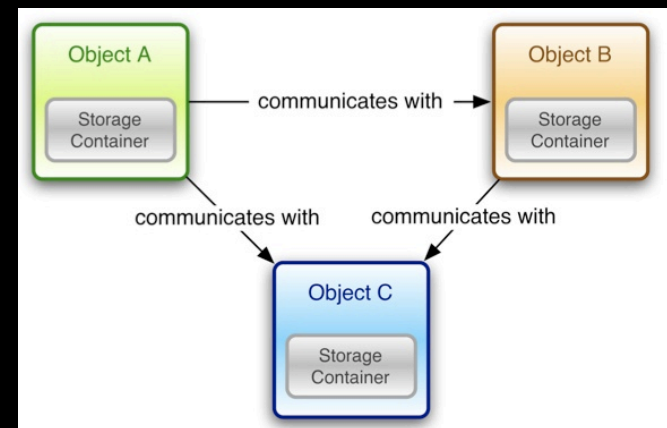 Object A
Object B
Storage
Container
communicates with
Storage
Container
communicates with
communicates with
Object C
Storage
Container